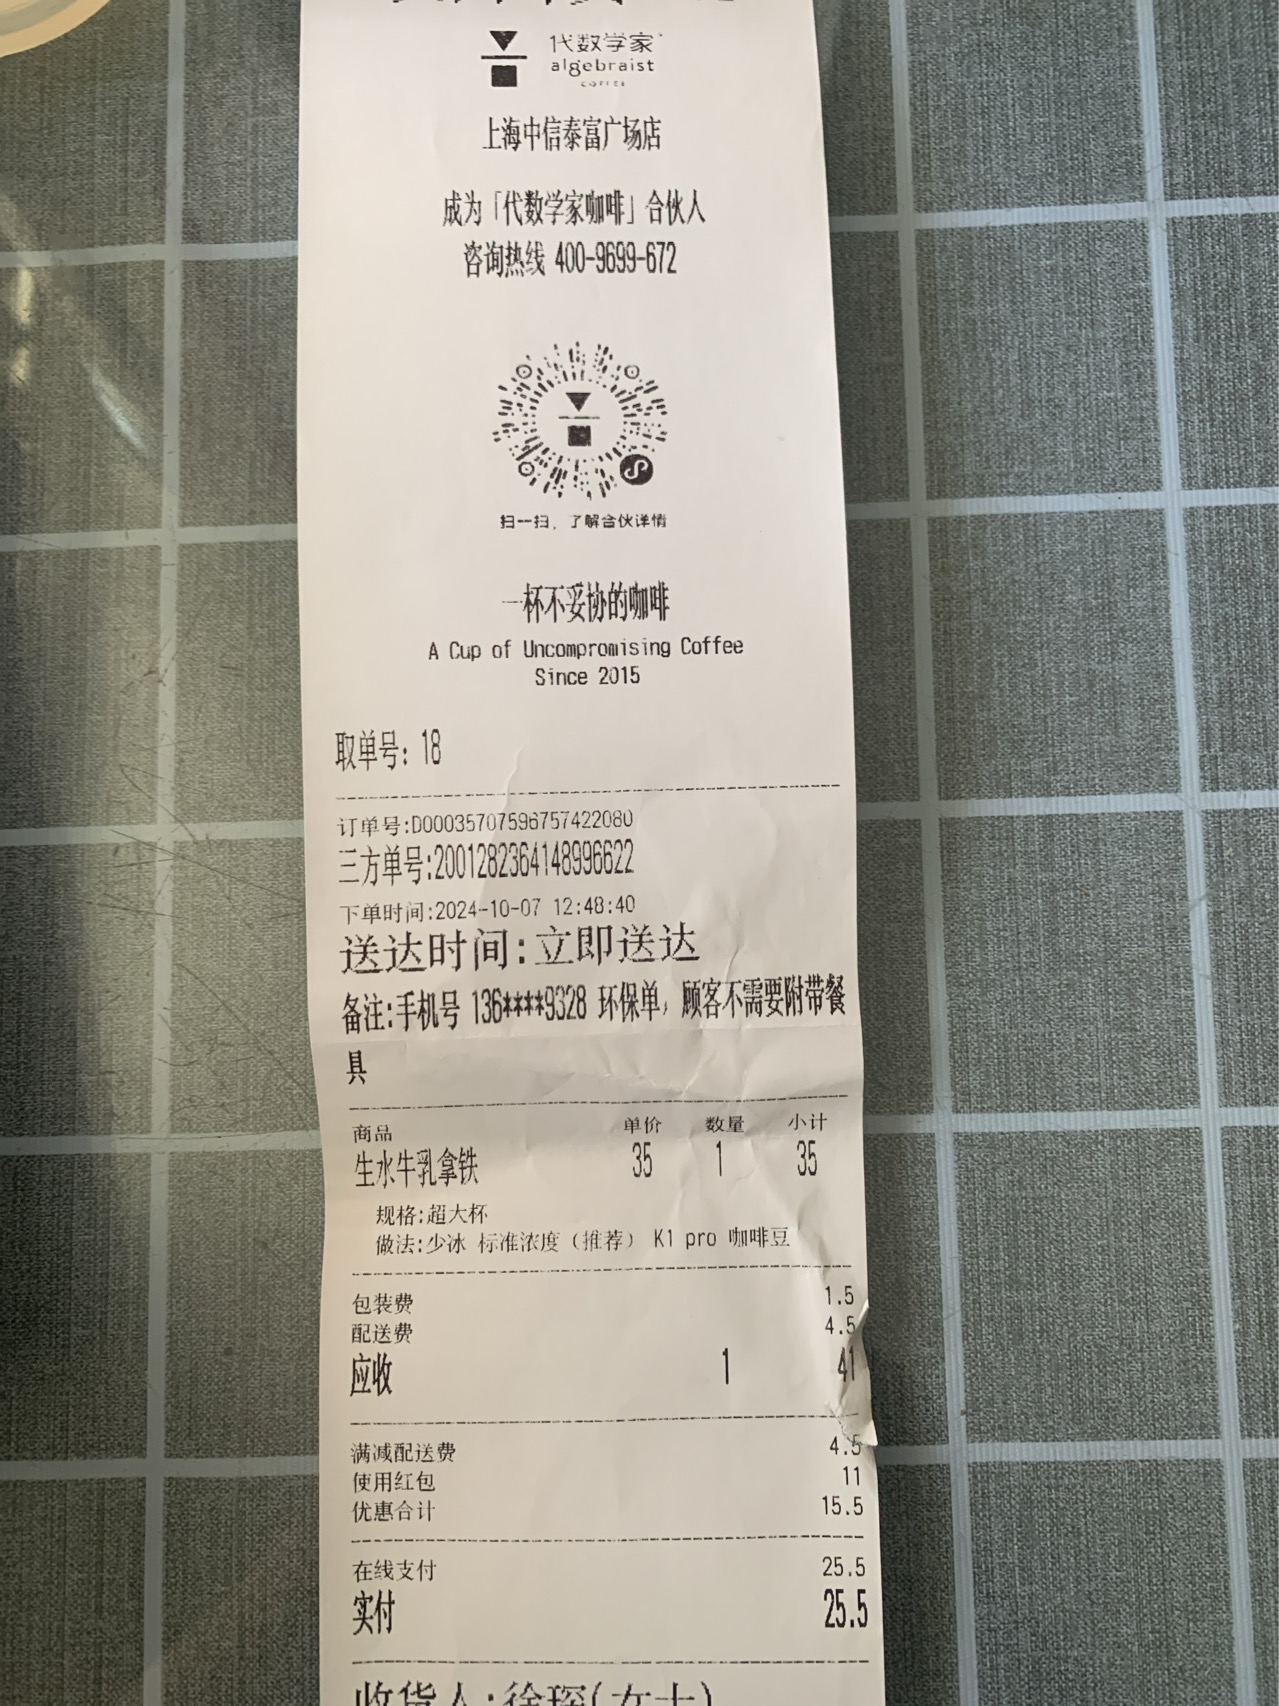 代数学家
algebraist
COFFEE
上海中信泰富广场店
成为「代数学家咖啡」合伙人
咨询热线 400-9699-672
扫一扫，了解合伙详情
一杯不妥协的咖啡
A Cup of Uncompromising Coffee
Since 2015
取单号: 18
订单号:D00035707596757422080
三方单号:2001282364148996622
下单时间:2024-10-07 12:48:40
送达时间:立即送达
备注:手机号 136****9328 环保单，顾客不需要附带餐
具
商品 单价 数量 小计
生水牛乳拿铁 35 1 35
规格:超大杯
做法:少冰 标准浓度（推荐） K1 pro 咖啡豆
包装费 1.5
配送费 4.5
应收 1 41
满减配送费 4.5
使用红包 11
优惠合计 15.5
在线支付 25.5
实付 25.5
收货人:徐琛(女士)